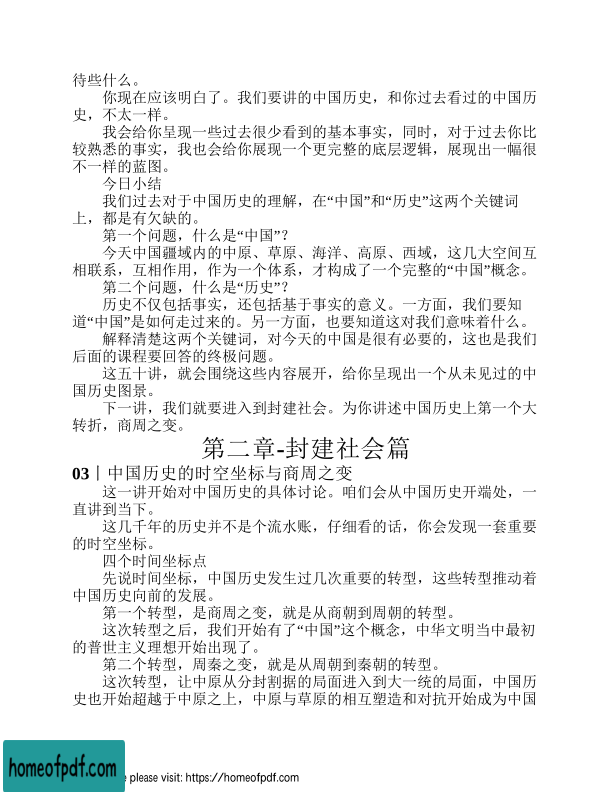 待些什么。
你现在应该明白了。我们要讲的中国历史，和你过去看过的中国历
史，不太一样。
我会给你呈现一些过去很少看到的基本事实，同时，对于过去你比
较熟悉的事实，我也会给你展现一个更完整的底层逻辑，展现出一幅很
不一样的蓝图。
今日小结
我们过去对于中国历史的理解，在“中国”和“历史”这两个关键词
上，都是有欠缺的。
第一个问题，什么是“中国”？
今天中国疆域内的中原、草原、海洋、高原、西域，这几大空间互
相联系，互相作用，作为一个体系，才构成了一个完整的“中国”概念。
第二个问题，什么是“历史”？
历史不仅包括事实，还包括基于事实的意义。一方面，我们要知
道“中国”是如何走过来的。另一方面，也要知道这对我们意味着什么。
解释清楚这两个关键词，对今天的中国是很有必要的，这也是我们
后面的课程要回答的终极问题。
这五十讲，就会围绕这些内容展开，给你呈现出一个从未见过的中
国历史图景。
下一讲，我们就要进入到封建社会。为你讲述中国历史上第一个大
转折，商周之变。
第二章-封建社会篇
03｜中国历史的时空坐标与商周之变
这一讲开始对中国历史的具体讨论。咱们会从中国历史开端处，一
直讲到当下。
这几千年的历史并不是个流水账，仔细看的话，你会发现一套重要
的时空坐标。
四个时间坐标点
先说时间坐标，中国历史发生过几次重要的转型，这些转型推动着
中国历史向前的发展。
第一个转型，是商周之变，就是从商朝到周朝的转型。
这次转型之后，我们开始有了“中国”这个概念，中华文明当中最初
的普世主义理想开始出现了。
第二个转型，周秦之变，就是从周朝到秦朝的转型。
这次转型，让中原从分封割据的局面进入到大一统的局面，中国历
史也开始超越于中原之上，中原与草原的相互塑造和对抗开始成为中国
homeofpdf.com
e please visit: https://homeofpdf.com